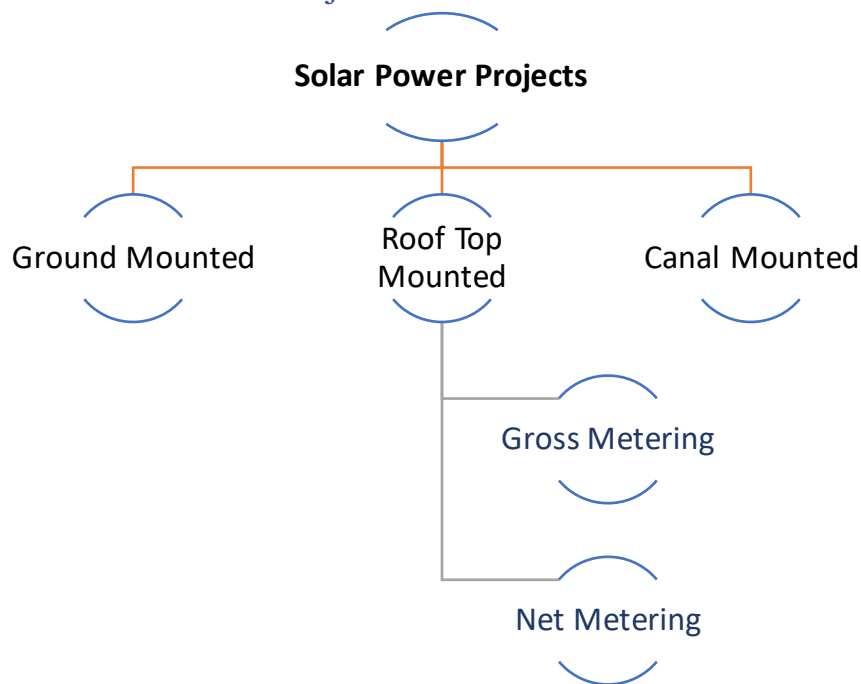 Solar Power Projects
Ground Mounted
Roof Top
Mounted
Canal Mounted
Gross Metering
Net Metering